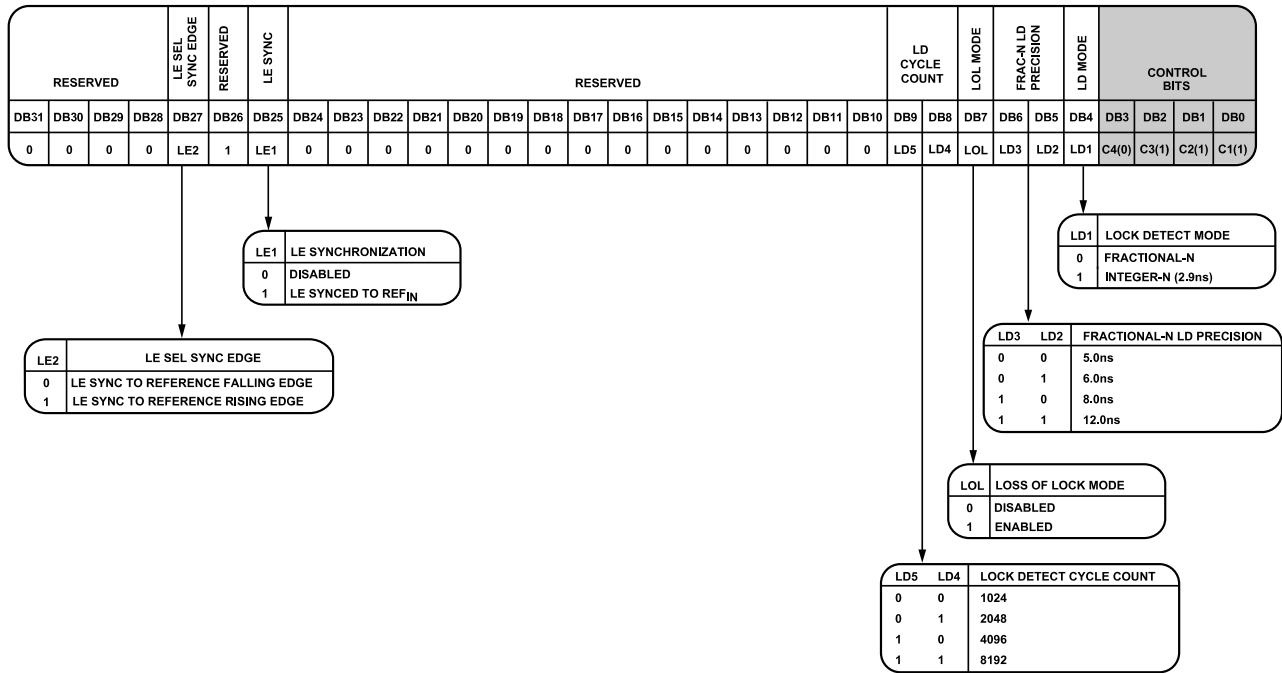 RESERVED
LE SEL
SYNC EDGE
RESERVED
LE SYNC
RESERVED
LD
CYCLE
COUNT
LOL MODE
FRAC-N LD
PRECISION
LD MODE
CONTROL
BITS
DB31 DB30 DB29 DB28 DB27 DB26 DB25 DB24 DB23 DB22 DB21 DB20 DB19 DB18 DB17 DB16 DB15 DB14 DB13 DB12 DB11 DB10 DB9 DB8 DB7 DB6 DB5 DB4 DB3 DB2 DB1 DB0
0 0 0 0 LE2 1 LE1 0 0 0 0 0 0 0 0 0 0 0 0 0 0 0 LD5 LD4 LOL LD3 LD2 LD1 C4(0) C3(1) C2(1) C1(1)
LE1 LE SYNCHRONIZATION
0 DISABLED
1 LE SYNCED TO REFIN
LD1 LOCK DETECT MODE
0 FRACTIONAL-N
1 INTEGER-N (2.9ns)
LE2 LE SEL SYNC EDGE
0 LE SYNC TO REFERENCE FALLING EDGE
1 LE SYNC TO REFERENCE RISING EDGE
LD3 LD2 FRACTIONAL-N LD PRECISION
0 0 5.0ns
0 1 6.0ns
1 0 8.0ns
1 1 12.0ns
LOL LOSS OF LOCK MODE
0 DISABLED
1 ENABLED
LD5 LD4 LOCK DETECT CYCLE COUNT
0 0 1024
0 1 2048
1 0 4096
1 1 8192